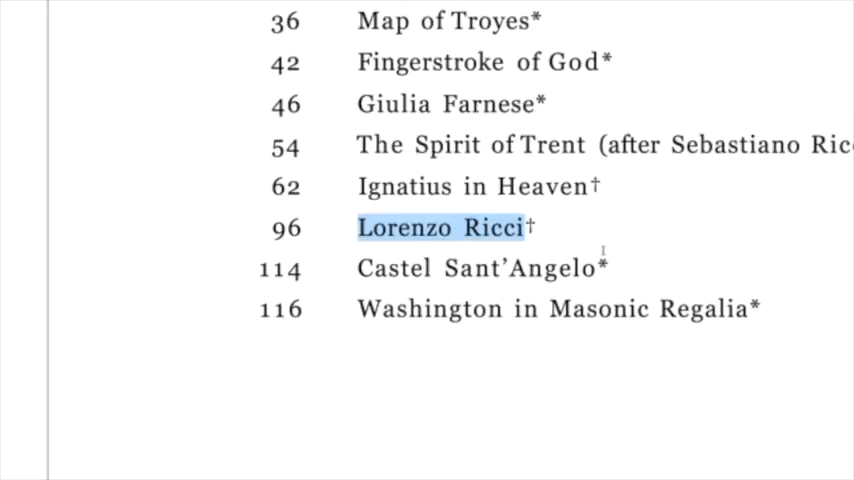 36 Map of Troyes*
42 Fingerstroke of God*
46 Giulia Farnese*
54 The Spirit of Trent (after Sebastiano Ric
62 Ignatius in Heaven†
96 Lorenzo Ricci†
114 Castel Sant’Angelo*
116 Washington in Masonic Regalia*